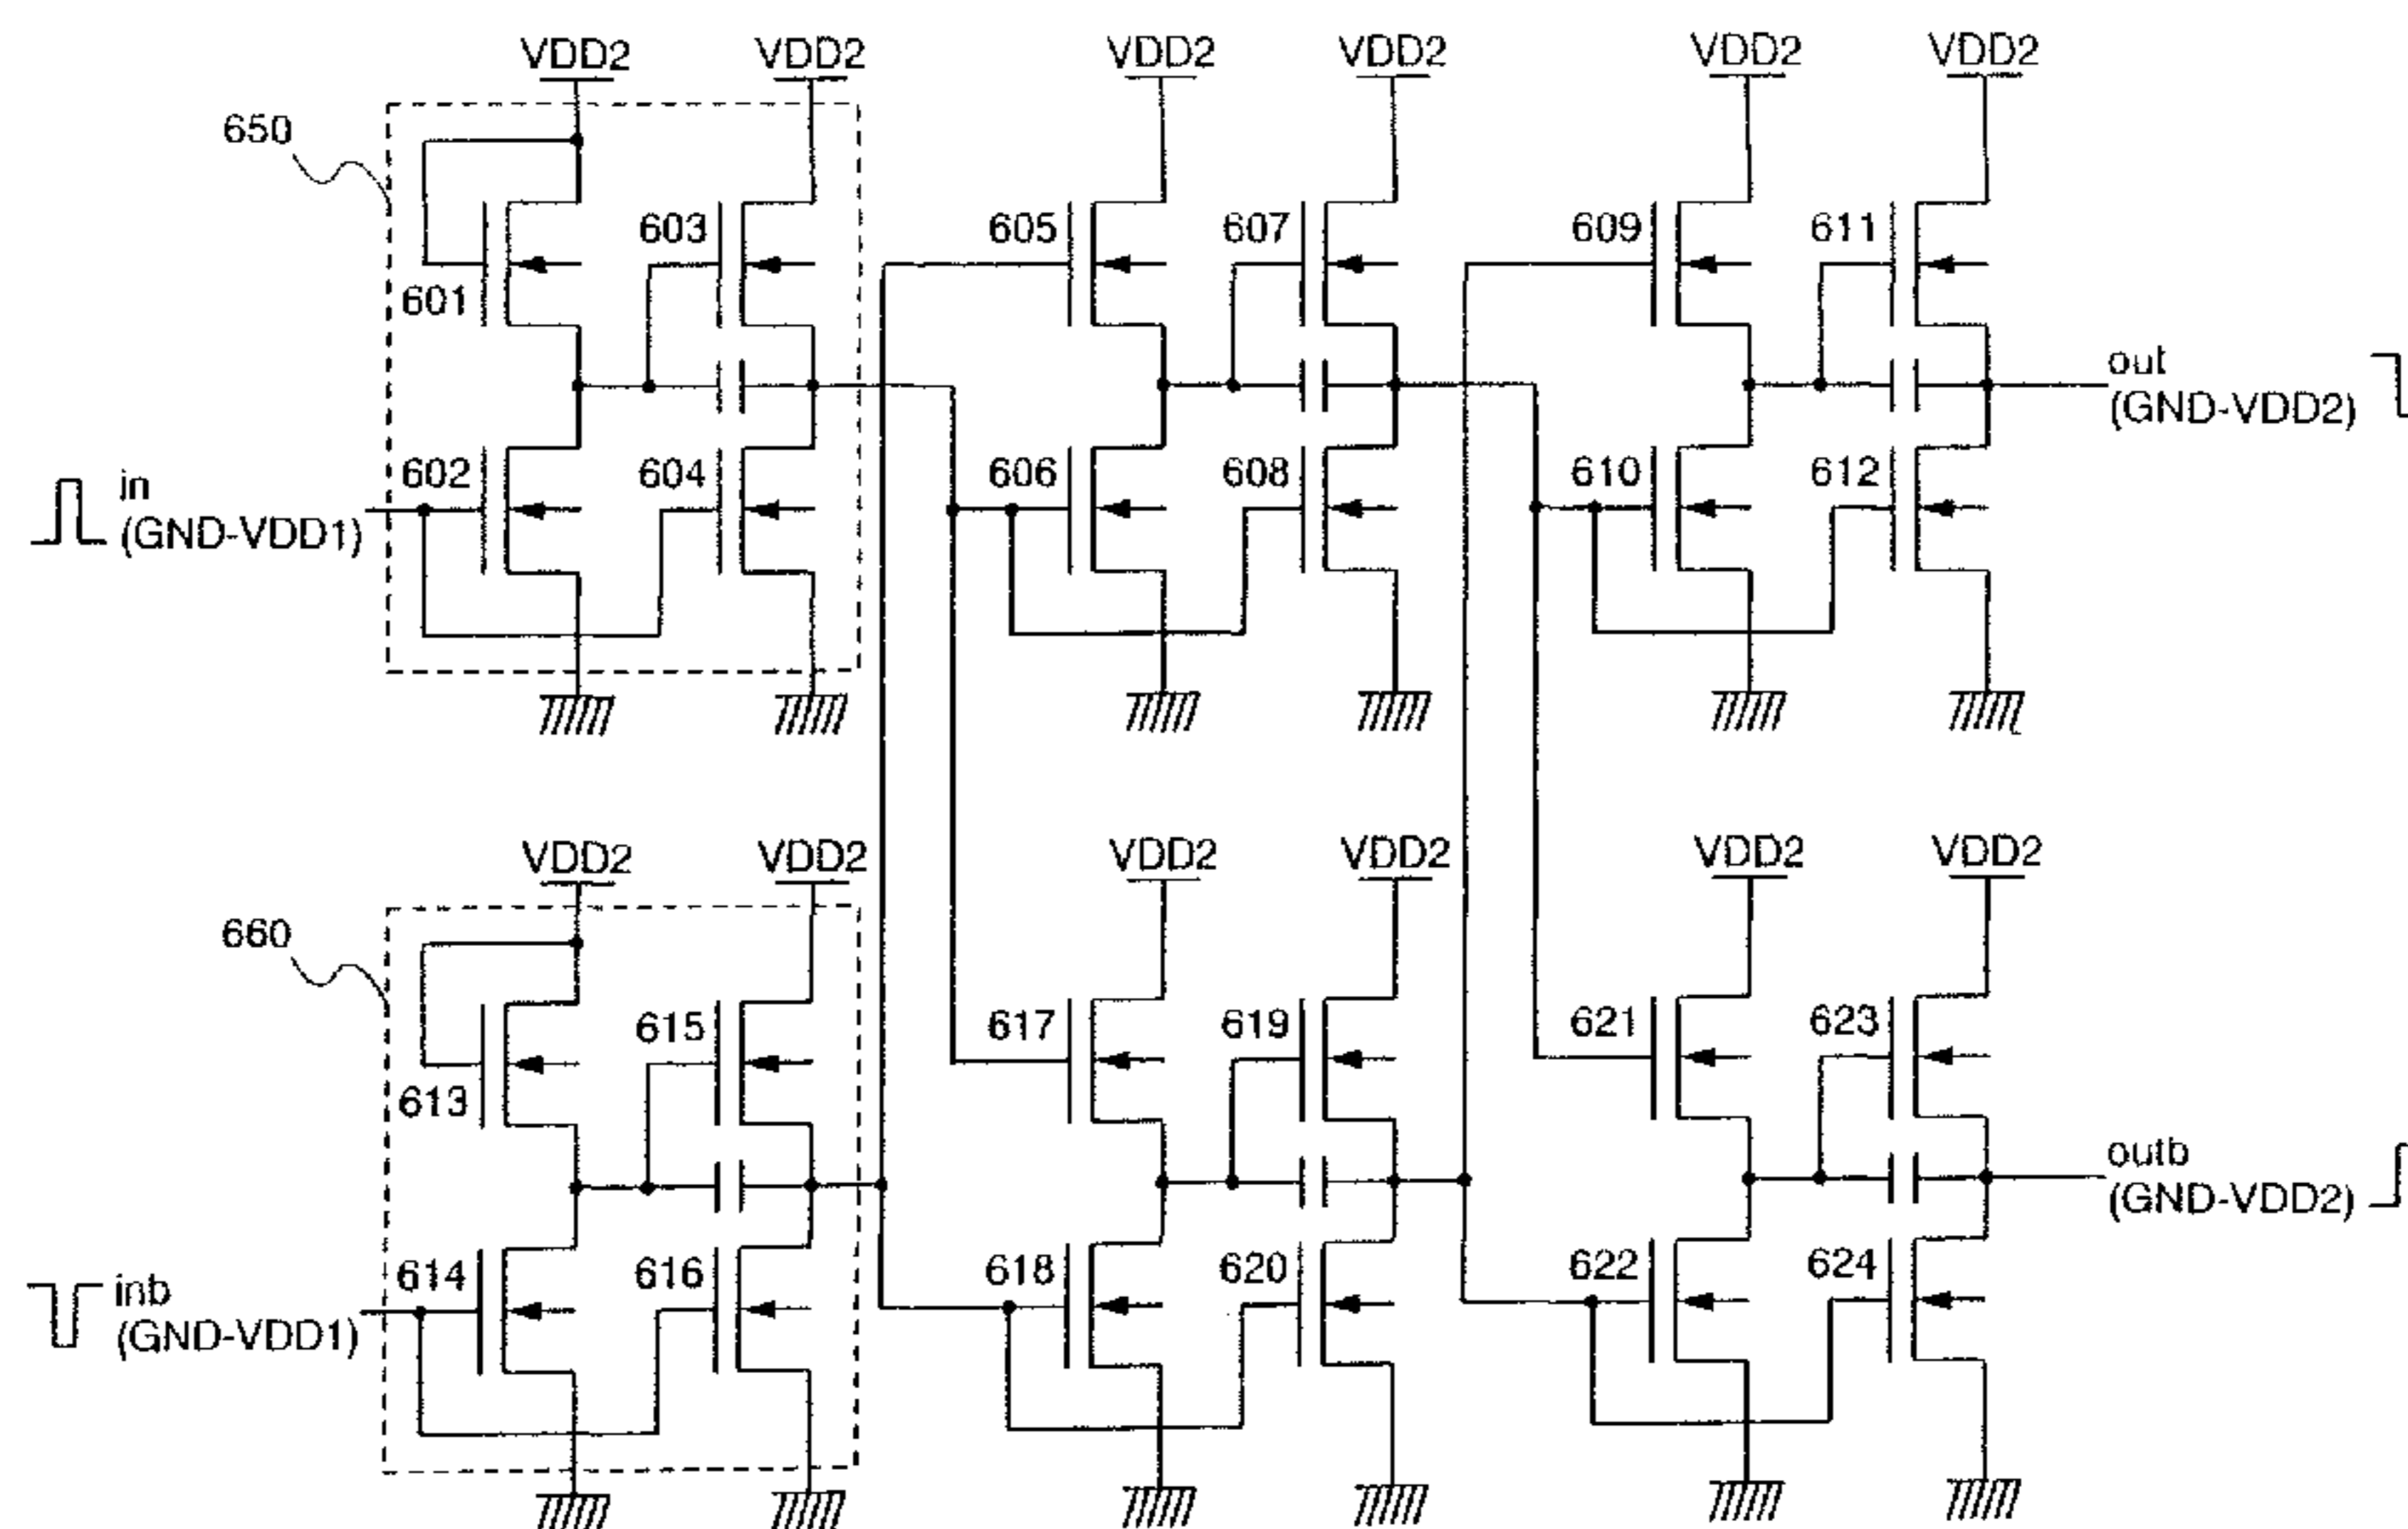 VDD2 VDD2 VDD2 VDD2 VDD2 VDD2
650
603 605 607 609 611
601
out
(GND-VDD2)
602 604 606 608 610 612
in
(GND-VDD1)
VDD2 VDD2 VDD2 VDD2 VDD2 VDD2
660
615 617 619 621 623
613
outb
(GND-VDD2)
614 616 618 620 622 624
inb
(GND-VDD1)